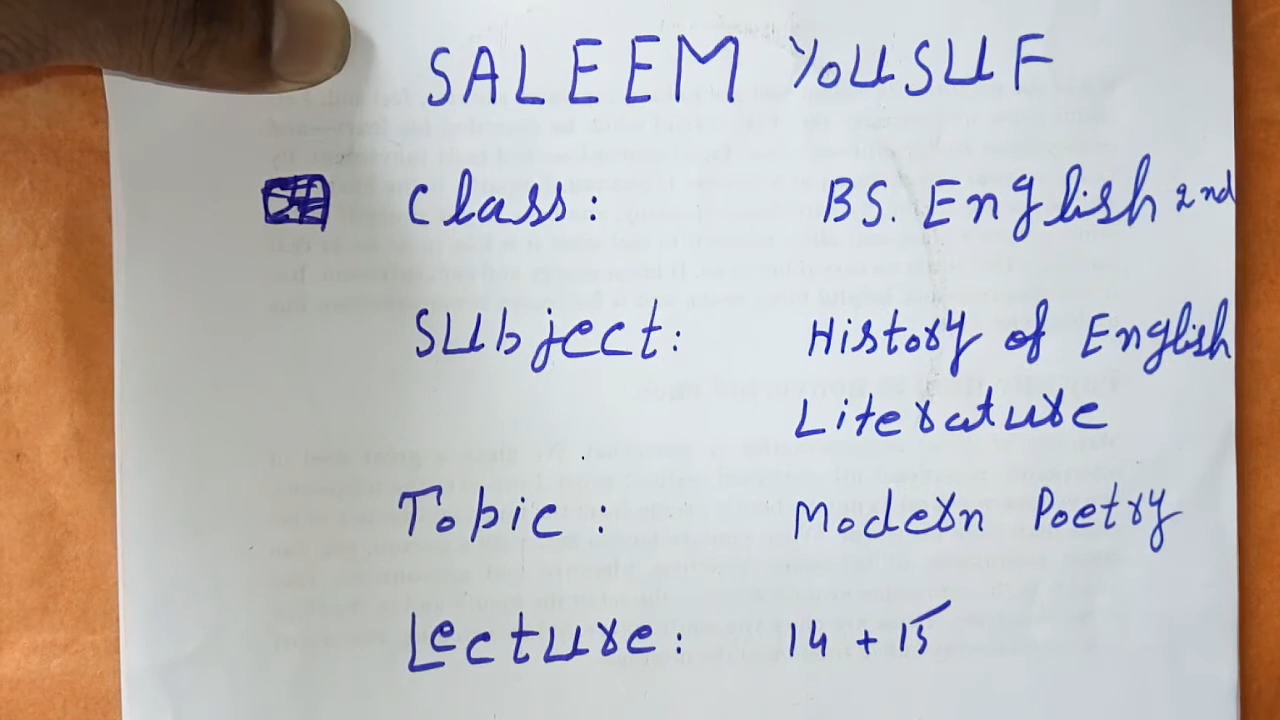 SALEEM YOUSUF
Class: BS. English 2nd
Subject: History of English
Literature
Topic: Modern Poetry
Lecture: 14 + 15